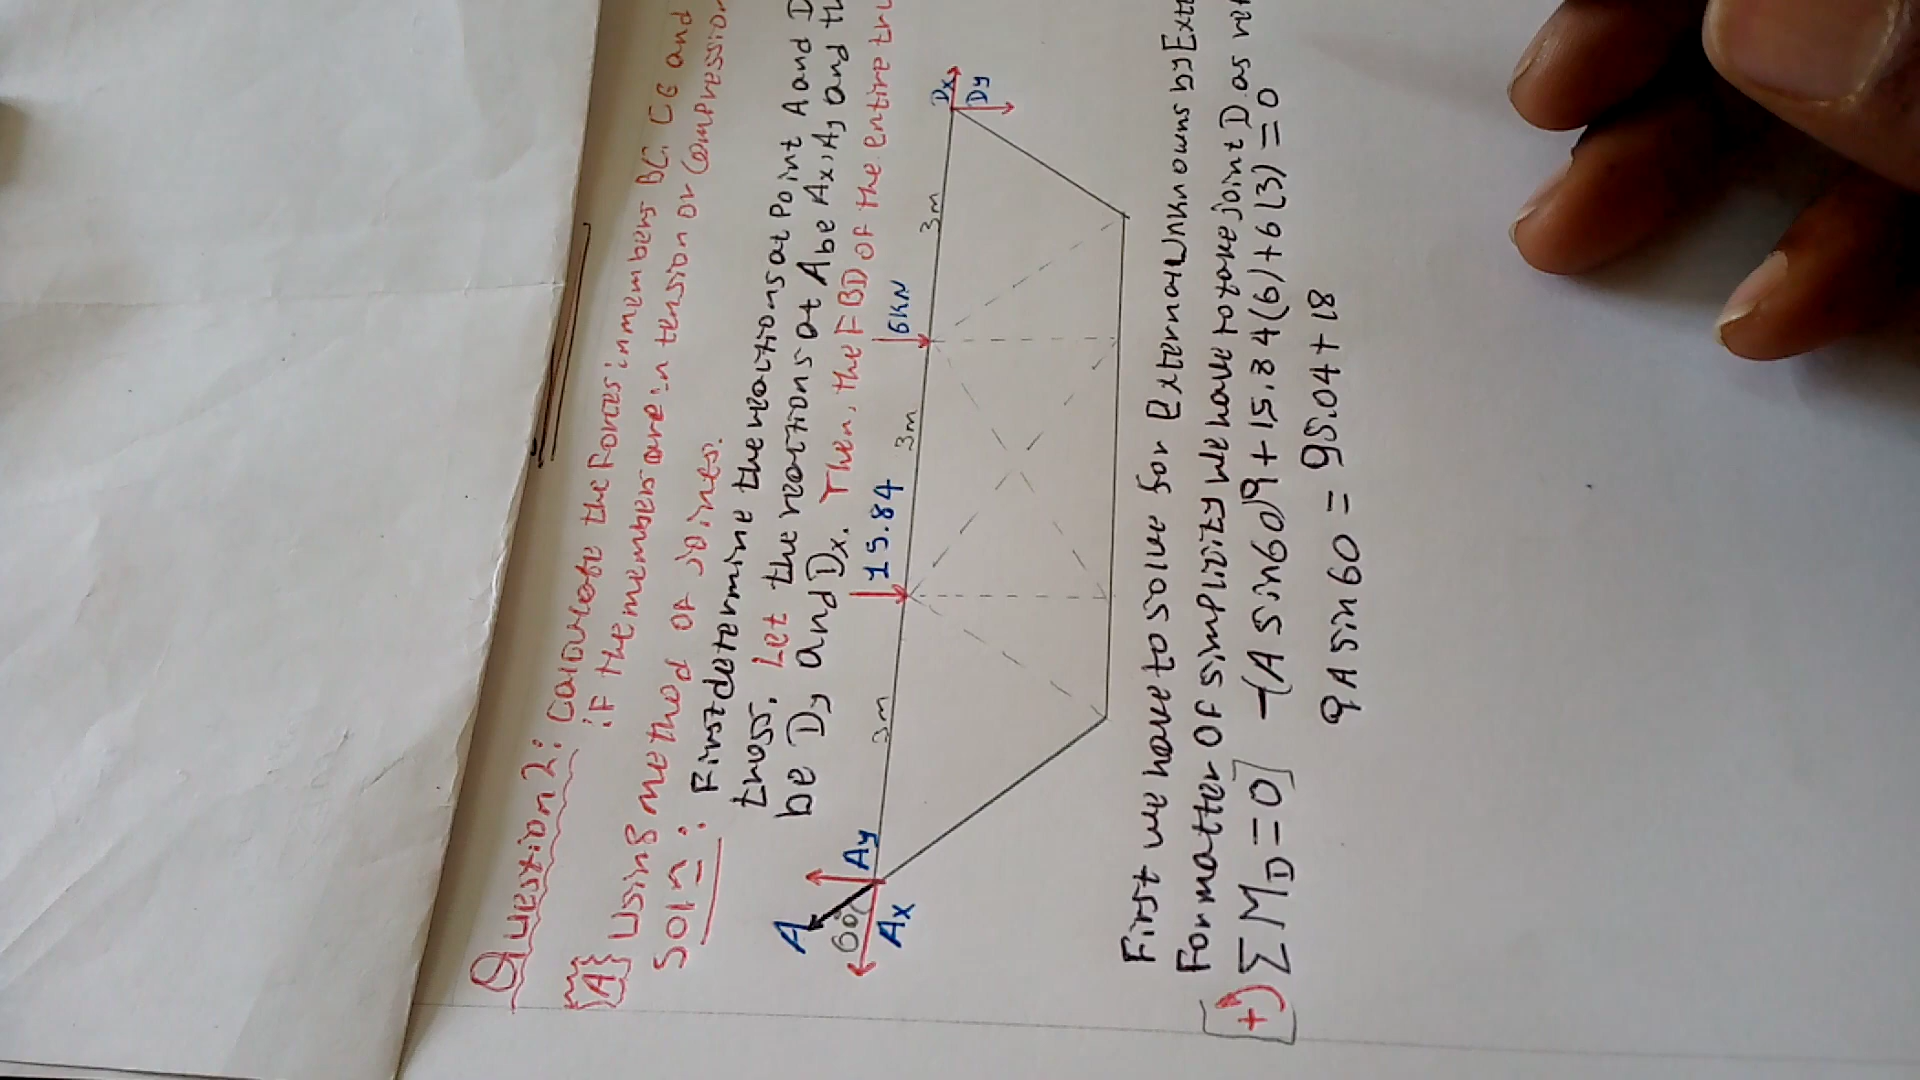 Question 2: Calculate the forces in members BC, CG and
if the members are in tension or compression
[A] Using method of joints.
Soln:
First determine the reactions at Point A and D
truss. Let the reactions at A be Ax, Ay and th
be Dy and Dx. Then, the FBD of the entire tru
A
60°
Ax
Ay
3m
15.84
3m
6KN
3m
Dx
Dy
First we have to solve for External Unknowns by Ext
For matter of simplicity we have to take joint D as re
[+) ΣMD=0] -(A sin60)9+15.84(6)+6(3)=0
9A sin60 = 95.04+18